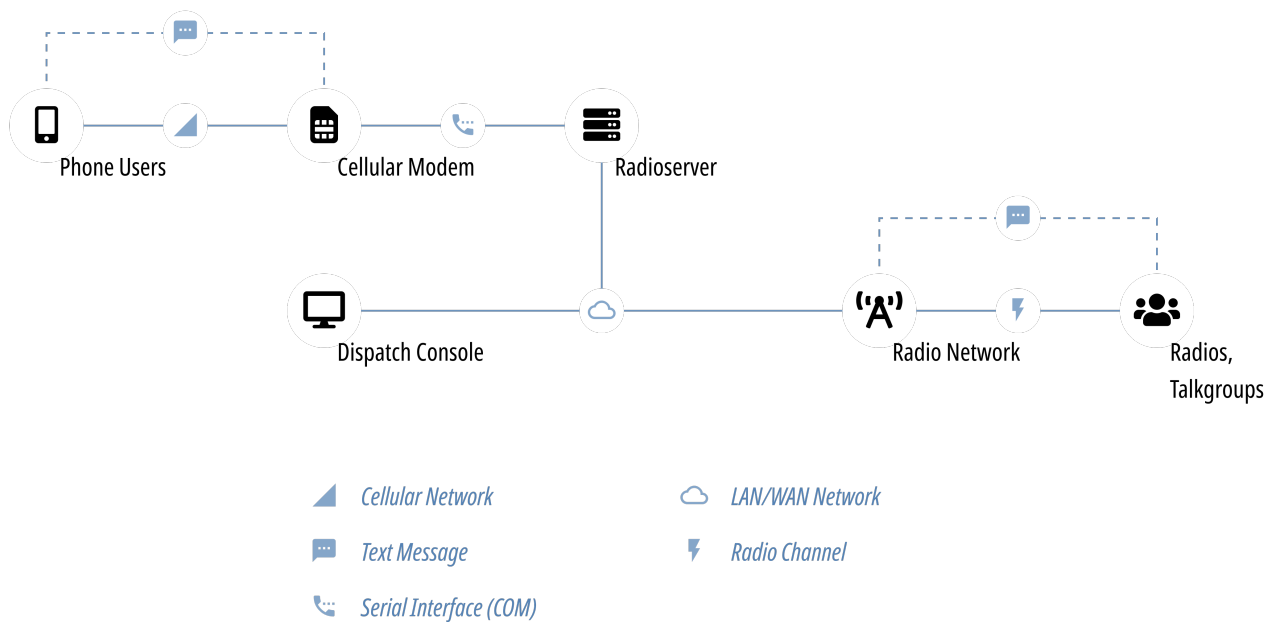 Phone Users
Cellular Modem
Radioserver
Dispatch Console
Radio Network
Radios,
Talkgroups
Cellular Network
LAN/WAN Network
Text Message
Radio Channel
Serial Interface (COM)